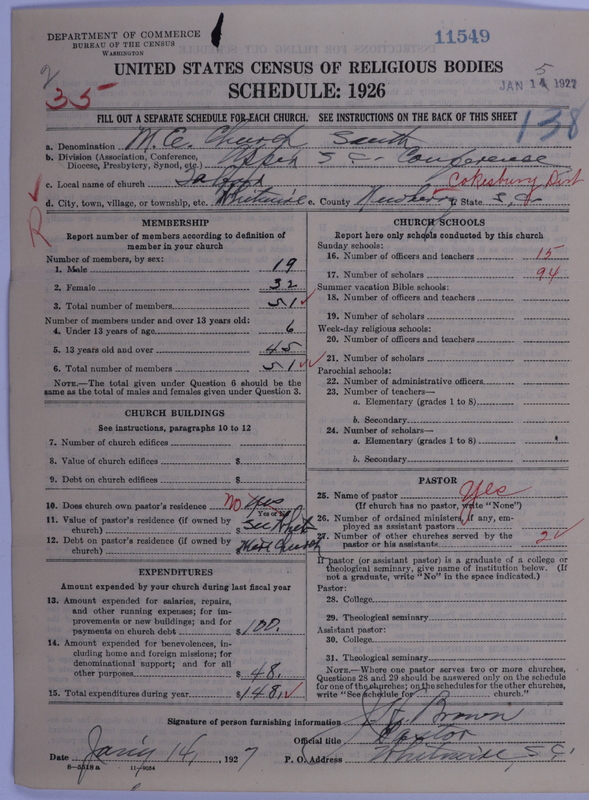 DEPARTMENT OF COMMERCE
BUREAU OF THE CENSUS
WASHINGTON
11549
UNITED STATES CENSUS OF RELIGIOUS BODIES
SCHEDULE: 1926
JAN 15 1927
35
138
FILL OUT A SEPARATE SCHEDULE FOR EACH CHURCH. SEE INSTRUCTIONS ON THE BACK OF THIS SHEET
a. Denomination M. E. Church South
b. Division (Association, Conference, Diocese, Presbytery, Synod, etc.) Upper S. C. Conference
c. Local name of church
Cokesbury Dist
d. City, town, village, or township, etc. Whitmire e. County Newberry State S. C.
R
MEMBERSHIP
Report number of members according to definition of member in your church
Number of members, by sex:
1. Male 19
2. Female 32
3. Total number of members 51
Number of members under and over 13 years old:
4. Under 13 years of age 6
5. 13 years old and over 45
6. Total number of members 51
NOTE.—The total given under Question 6 should be the same as the total of males and females given under Question 3.
CHURCH BUILDINGS
See instructions, paragraphs 10 to 12
7. Number of church edifices
8. Value of church edifices $
9. Debt on church edifices $
10. Does church own pastor's residence no Yes
Yes or No
11. Value of pastor's residence (if owned by church) $
12. Debt on pastor's residence (if owned by church) Church
EXPENDITURES
Amount expended by your church during last fiscal year
13. Amount expended for salaries, repairs, and other running expenses; for improvements or new buildings; and for payments on church debt $100.
14. Amount expended for benevolences, including home and foreign missions; for denominational support; and for all other purposes $48.
15. Total expenditures during year $148.
CHURCH SCHOOLS
Report here only schools conducted by this church
Sunday schools:
16. Number of officers and teachers 15
17. Number of scholars 94
Summer vacation Bible schools:
18. Number of officers and teachers
19. Number of scholars
Week-day religious schools:
20. Number of officers and teachers
21. Number of scholars
Parochial schools:
22. Number of administrative officers
23. Number of teachers—
a. Elementary (grades 1 to 8)
b. Secondary
24. Number of scholars—
a. Elementary (grades 1 to 8)
b. Secondary
PASTOR
25. Name of pastor Yes
(If church has no pastor, write "None")
26. Number of ordained ministers, if any, employed as assistant pastors
27. Number of other churches served by the pastor or his assistants 2
If pastor (or assistant pastor) is a graduate of a college or theological seminary, give name of institution below. (If not a graduate, write "No" in the space indicated.)
Pastor:
28. College
29. Theological seminary
Assistant pastor:
30. College
31. Theological seminary
NOTE.—Where one pastor serves two or more churches, Questions 28 and 29 should be answered only on the schedule for one of the churches; on the schedules for the other churches, write "See schedule for church."
Signature of person furnishing information Brown
Official title Pastor
Date Jan'y 14, 1927 P. O. Address Whitmire, S. C.
8-5518a 11-9034